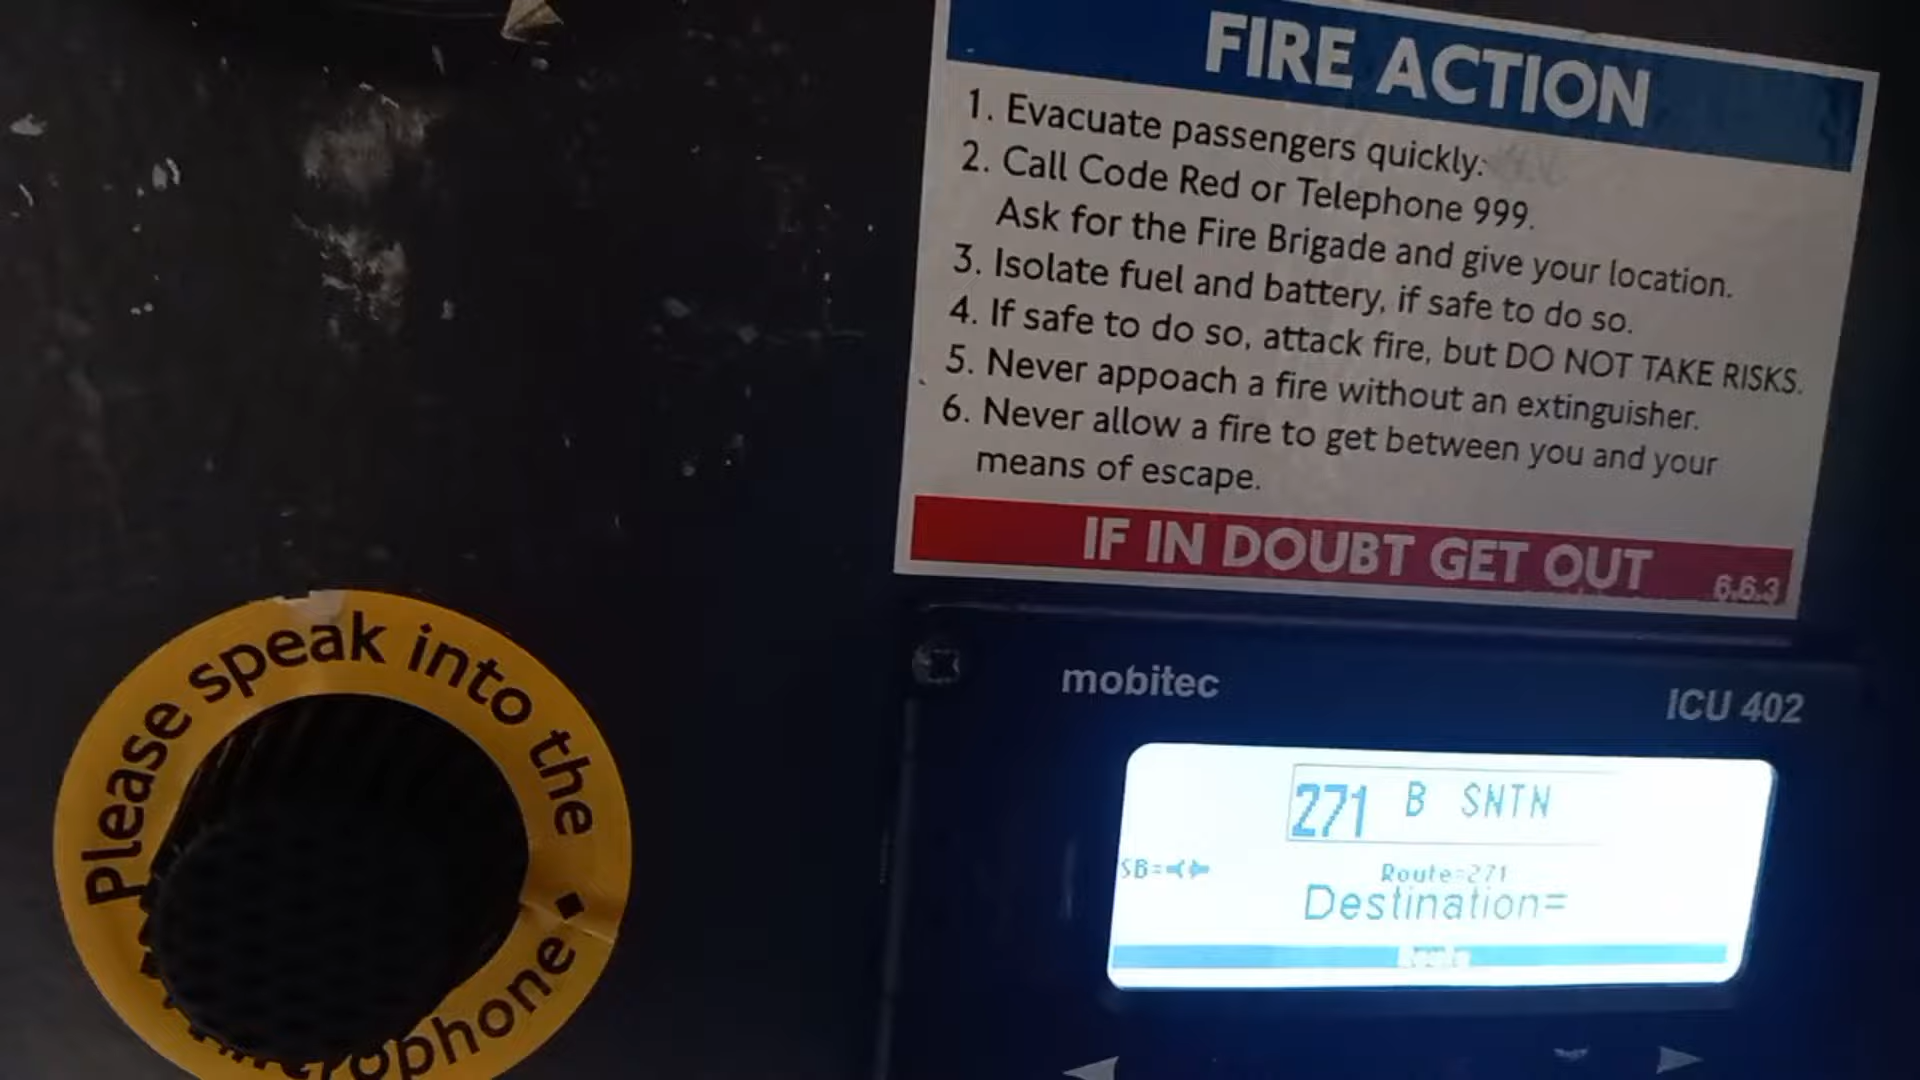 FIRE ACTION
1. Evacuate passengers quickly.
2. Call Code Red or Telephone 999.
Ask for the Fire Brigade and give your location.
3. Isolate fuel and battery, if safe to do so.
4. If safe to do so, attack fire, but DO NOT TAKE RISKS.
5. Never appoach a fire without an extinguisher.
6. Never allow a fire to get between you and your
means of escape.
IF IN DOUBT GET OUT
6.6.3
Please speak into the
microphone
mobitec
ICU 402
271 B SNTN
SB=
Route=271
Destination=